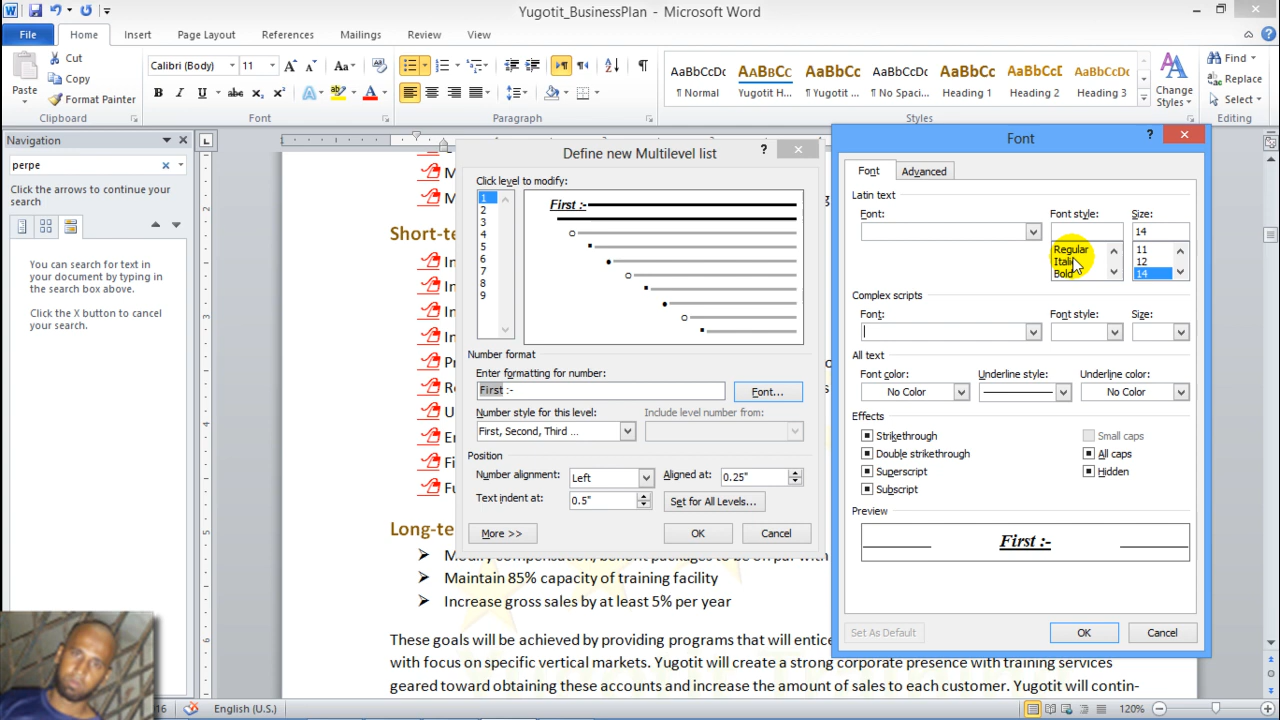 Yugotit_BusinessPlan - Microsoft Word
File Home Insert Page Layout References Mailings Review View
Paste
Cut
Copy
Format Painter
Clipboard
Calibri (Body) 11
Font
Paragraph
AaBbCcDc AaBbCc AaBbCc AaBbCcDc AaBbCc AaBbCc AaBbCc
¶ Normal Yugotit H... ¶ Yugotit ... ¶ No Spaci... Heading 1 Heading 2 Heading 3
Change Styles
Styles
Find
Replace
Select
Editing
Navigation
perpe
Click the arrows to continue your
search
You can search for text in
your document by typing in
the search box above.
Click the X button to cancel
your search.
Short-te
Long-te
Maintain 85% capacity of training facility
Increase gross sales by at least 5% per year
These goals will be achieved by providing programs that will entice
with focus on specific vertical markets. Yugotit will create a strong corporate presence with training services
geared toward obtaining these accounts and increase the amount of sales to each customer. Yugotit will contin-
Define new Multilevel list
Click level to modify:
1
2
3
4
5
6
7
8
9
First :-
Number format
Enter formatting for number:
First :-
Font...
Number style for this level:
Include level number from:
First, Second, Third ...
Position
Number alignment: Left Aligned at: 0.25"
Text indent at: 0.5" Set for All Levels...
More >> OK Cancel
Font
Font Advanced
Latin text
Font: Font style: Size:
14
Regular
Italic
Bold
11
12
14
Complex scripts
Font: Font style: Size:
All text
Font color: Underline style: Underline color:
No Color No Color
Effects
Strikethrough
Double strikethrough
Superscript
Subscript
Small caps
All caps
Hidden
Preview
First :-
Set As Default OK Cancel
English (U.S.)
120%